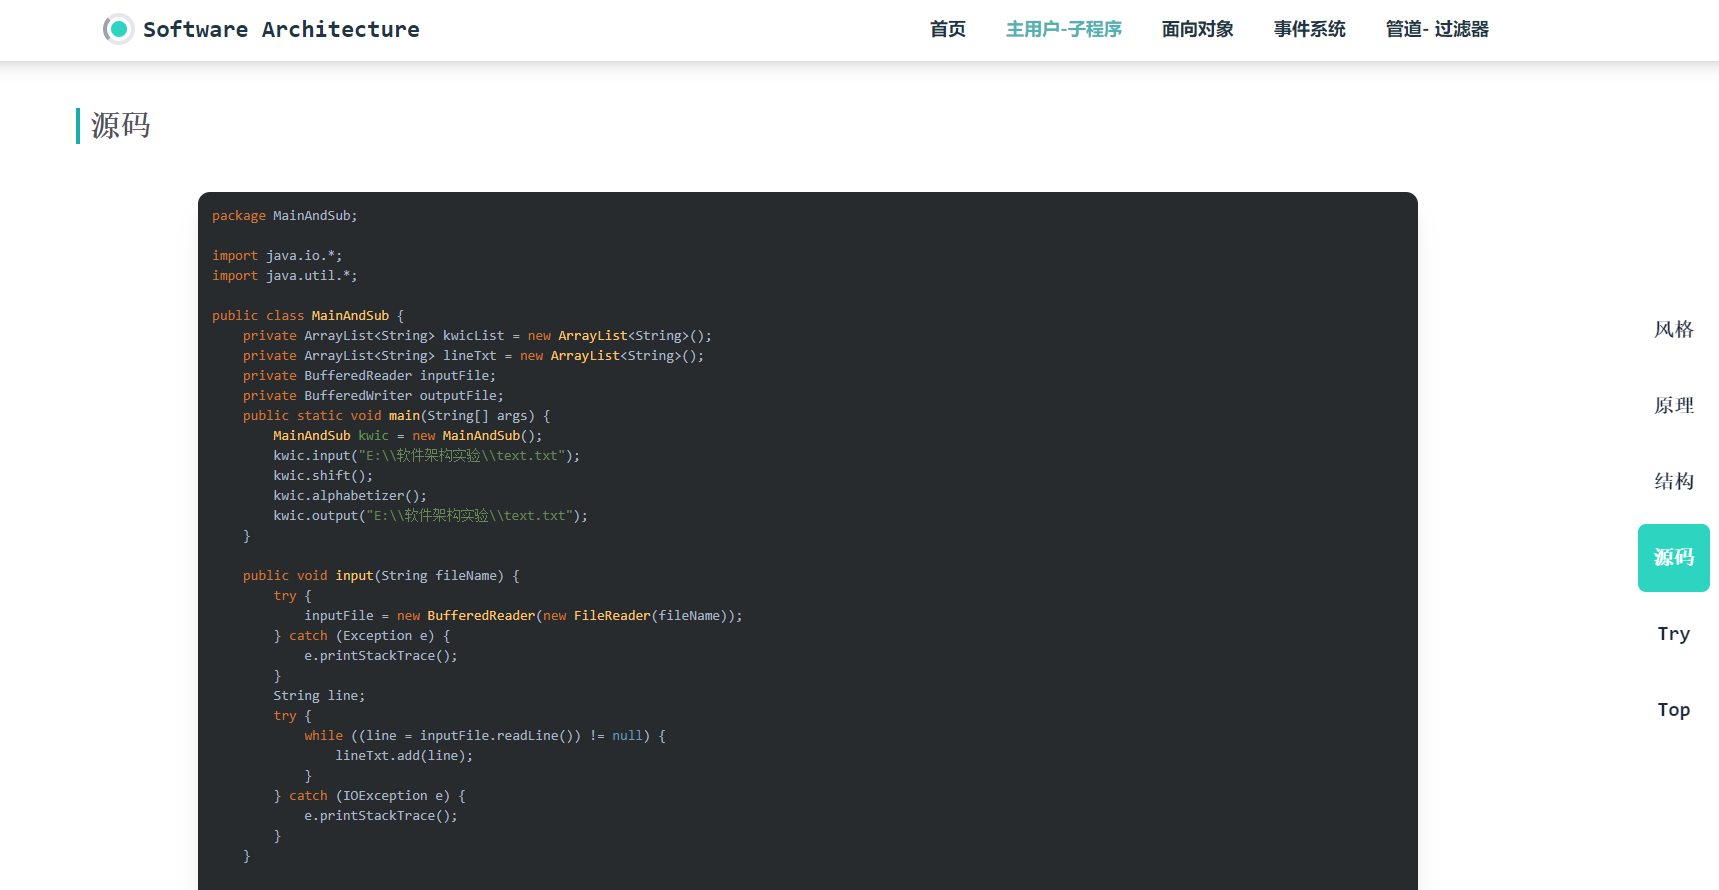 Software Architecture
首页 主用户-子程序 面向对象 事件系统 管道- 过滤器
源码
package MainAndSub;

import java.io.*;
import java.util.*;

public class MainAndSub {
    private ArrayList<String> kwicList = new ArrayList<String>();
    private ArrayList<String> lineTxt = new ArrayList<String>();
    private BufferedReader inputFile;
    private BufferedWriter outputFile;
    public static void main(String[] args) {
        MainAndSub kwic = new MainAndSub();
        kwic.input("E:\\软件架构实验\\text.txt");
        kwic.shift();
        kwic.alphabetizer();
        kwic.output("E:\\软件架构实验\\text.txt");
    }

    public void input(String fileName) {
        try {
            inputFile = new BufferedReader(new FileReader(fileName));
        } catch (Exception e) {
            e.printStackTrace();
        }
        String line;
        try {
            while ((line = inputFile.readLine()) != null) {
                lineTxt.add(line);
            }
        } catch (IOException e) {
            e.printStackTrace();
        }
    }
风格
原理
结构
源码
Try
Top